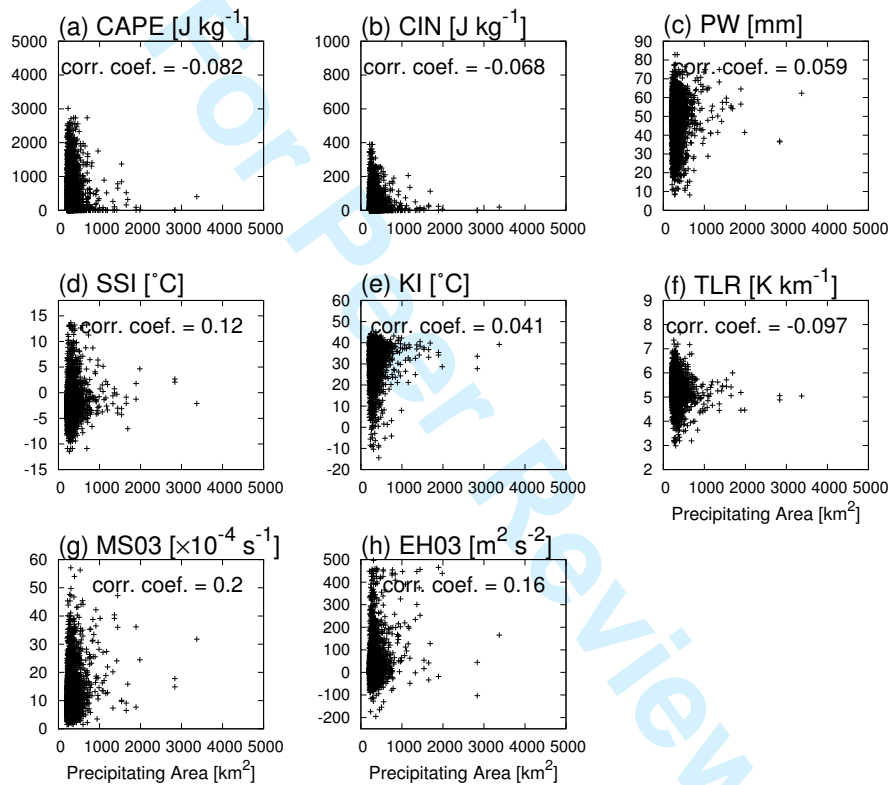 (a) CAPE [J kg-1]
corr. coef. = -0.082
5000
4000
3000
2000
1000
0
0 1000 2000 3000 4000 5000
(b) CIN [J kg-1]
corr. coef. = -0.068
1000
800
600
400
200
0
0 1000 2000 3000 4000 5000
(c) PW [mm]
corr. coef. = 0.059
90
80
70
60
50
40
30
20
10
0
0 1000 2000 3000 4000 5000
(d) SSI [˚C]
corr. coef. = 0.12
15
10
5
0
-5
-10
-15
0 1000 2000 3000 4000 5000
(e) KI [˚C]
corr. coef. = 0.041
60
50
40
30
20
10
0
-10
-20
0 1000 2000 3000 4000 5000
(f) TLR [K km-1]
corr. coef. = -0.097
9
8
7
6
5
4
3
2
0 1000 2000 3000 4000 5000
Precipitating Area [km2]
(g) MS03 [×10-4 s-1]
corr. coef. = 0.2
60
50
40
30
20
10
0
0 1000 2000 3000 4000 5000
Precipitating Area [km2]
(h) EH03 [m2 s-2]
corr. coef. = 0.16
500
400
300
200
100
0
-100
-200
0 1000 2000 3000 4000 5000
Precipitating Area [km2]
For Peer Review